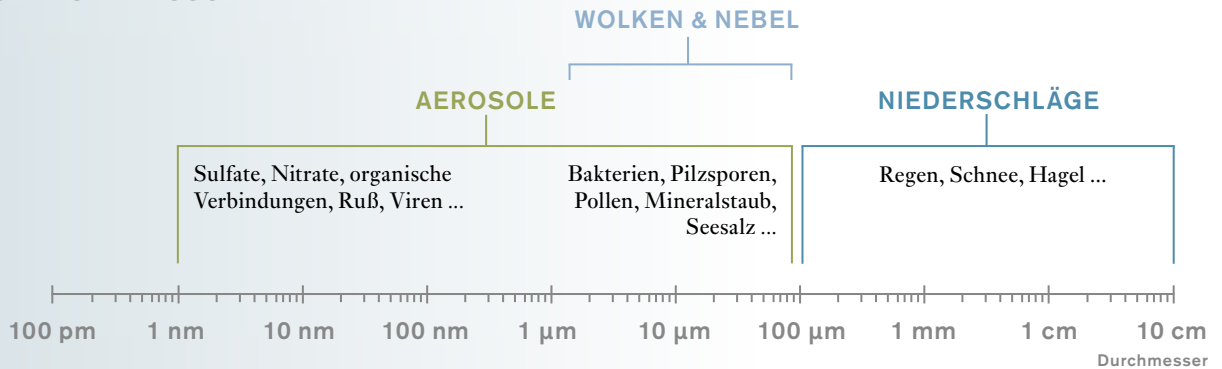 WOLKEN & NEBEL
AEROSOLE
NIEDERSCHLÄGE
Sulfate, Nitrate, organische
Verbindungen, Ruß, Viren ...
Bakterien, Pilzsporen,
Pollen, Mineralstaub,
Seesalz ...
Regen, Schnee, Hagel ...
100 pm 1 nm 10 nm 100 nm 1 µm 10 µm 100 µm 1 mm 1 cm 10 cm
Durchmesser